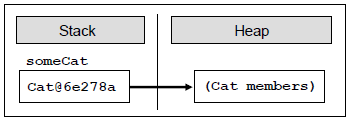 Stack
Heap
someCat
Cat@6e278a
(Cat members)